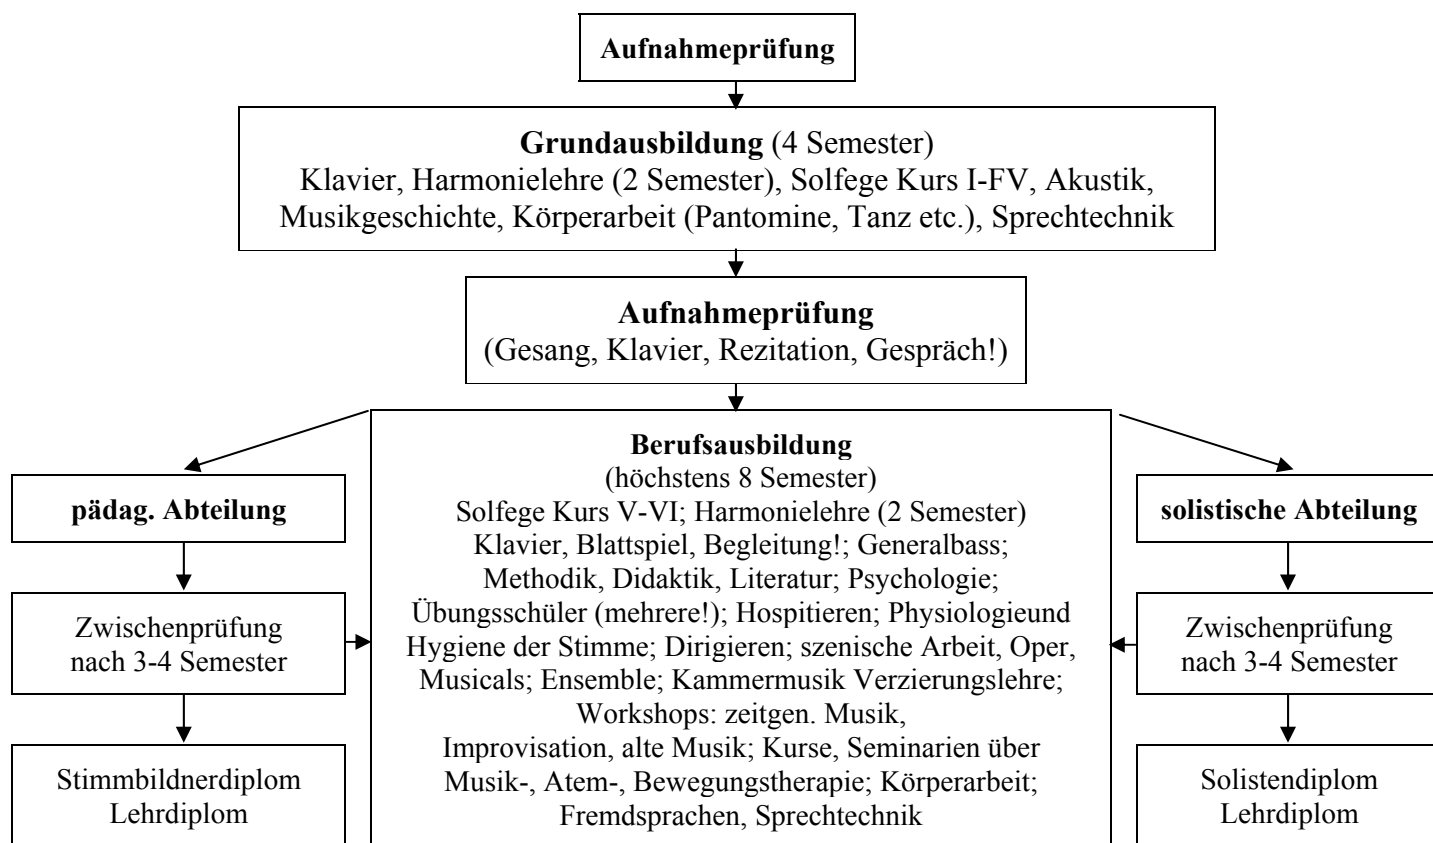 Aufnahmeprüfung
Grundausbildung (4 Semester)
Klavier, Harmonielehre (2 Semester), Solfege Kurs I-FV, Akustik,
Musikgeschichte, Körperarbeit (Pantomine, Tanz etc.), Sprechtechnik
Aufnahmeprüfung
(Gesang, Klavier, Rezitation, Gespräch!)
pädag. Abteilung
Zwischenprüfung
nach 3-4 Semester
Stimmbildnerdiplom
Lehrdiplom
Berufsausbildung
(höchstens 8 Semester)
Solfege Kurs V-VI; Harmonielehre (2 Semester)
Klavier, Blattspiel, Begleitung!; Generalbass;
Methodik, Didaktik, Literatur; Psychologie;
Übungsschüler (mehrere!); Hospitieren; Physiologieund
Hygiene der Stimme; Dirigieren; szenische Arbeit, Oper,
Musicals; Ensemble; Kammermusik Verzierungslehre;
Workshops: zeitgen. Musik,
Improvisation, alte Musik; Kurse, Seminarien über
Musik-, Atem-, Bewegungstherapie; Körperarbeit;
Fremdsprachen, Sprechtechnik
solistische Abteilung
Zwischenprüfung
nach 3-4 Semester
Solistendiplom
Lehrdiplom